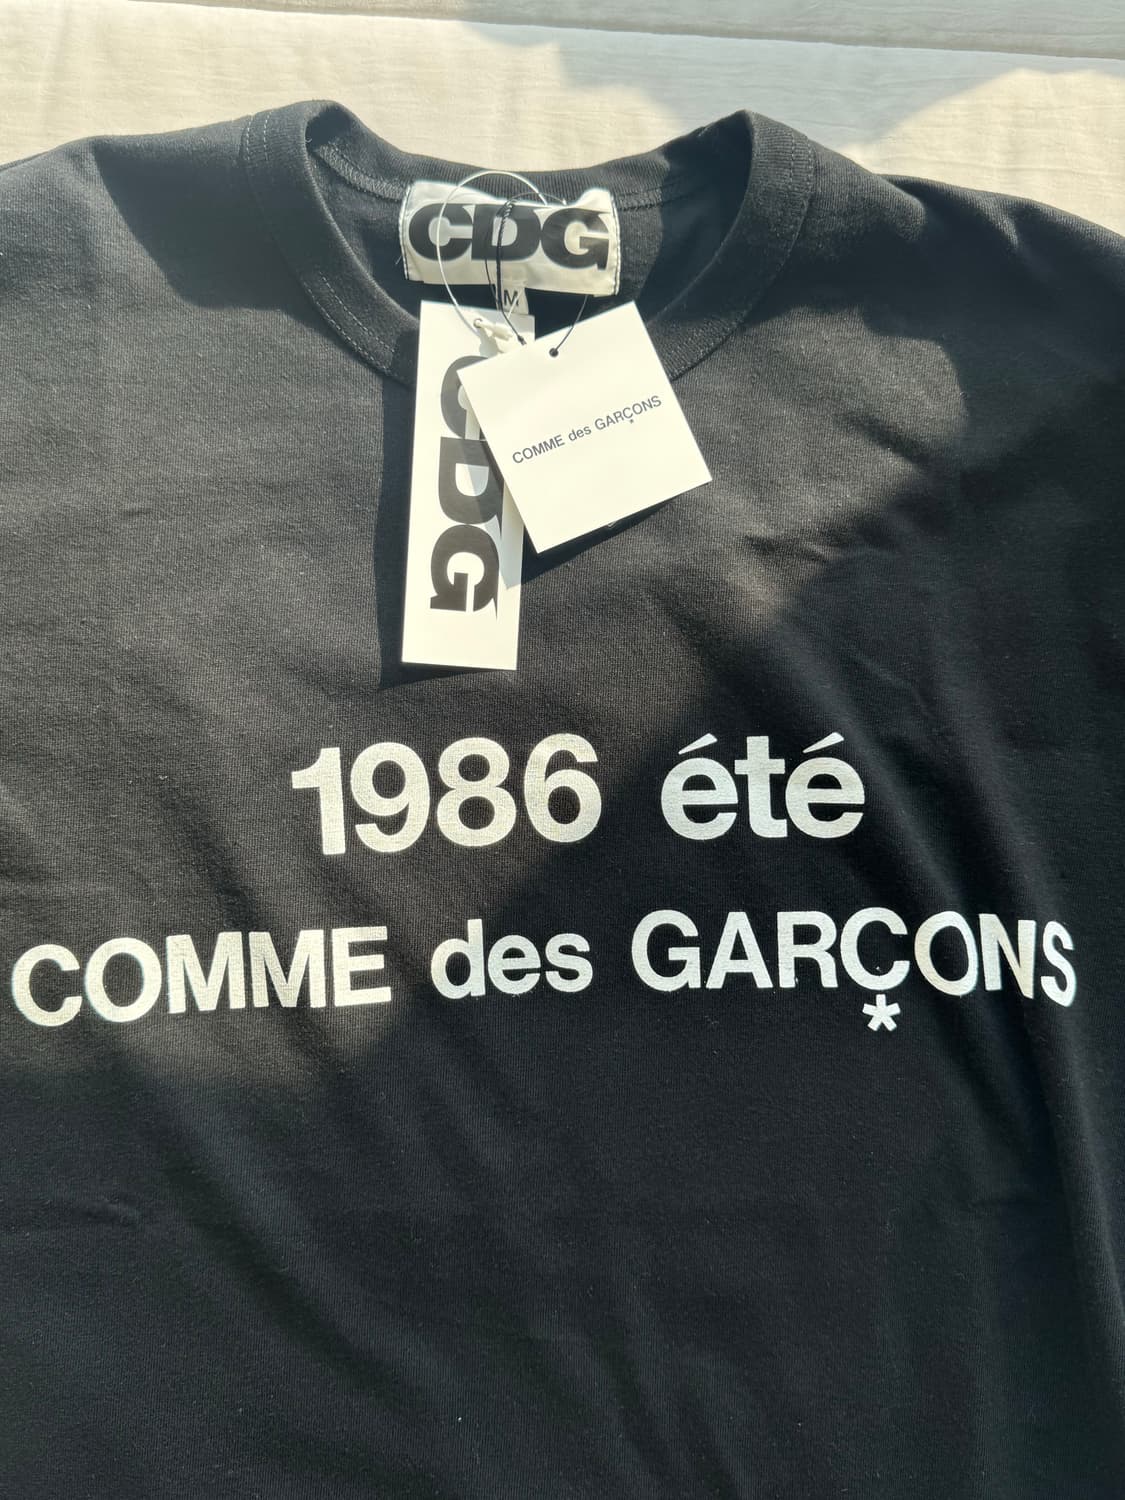 CDG
M
CDG
COMME des GARÇONS
*
1986 été
COMME des GARÇONS
*